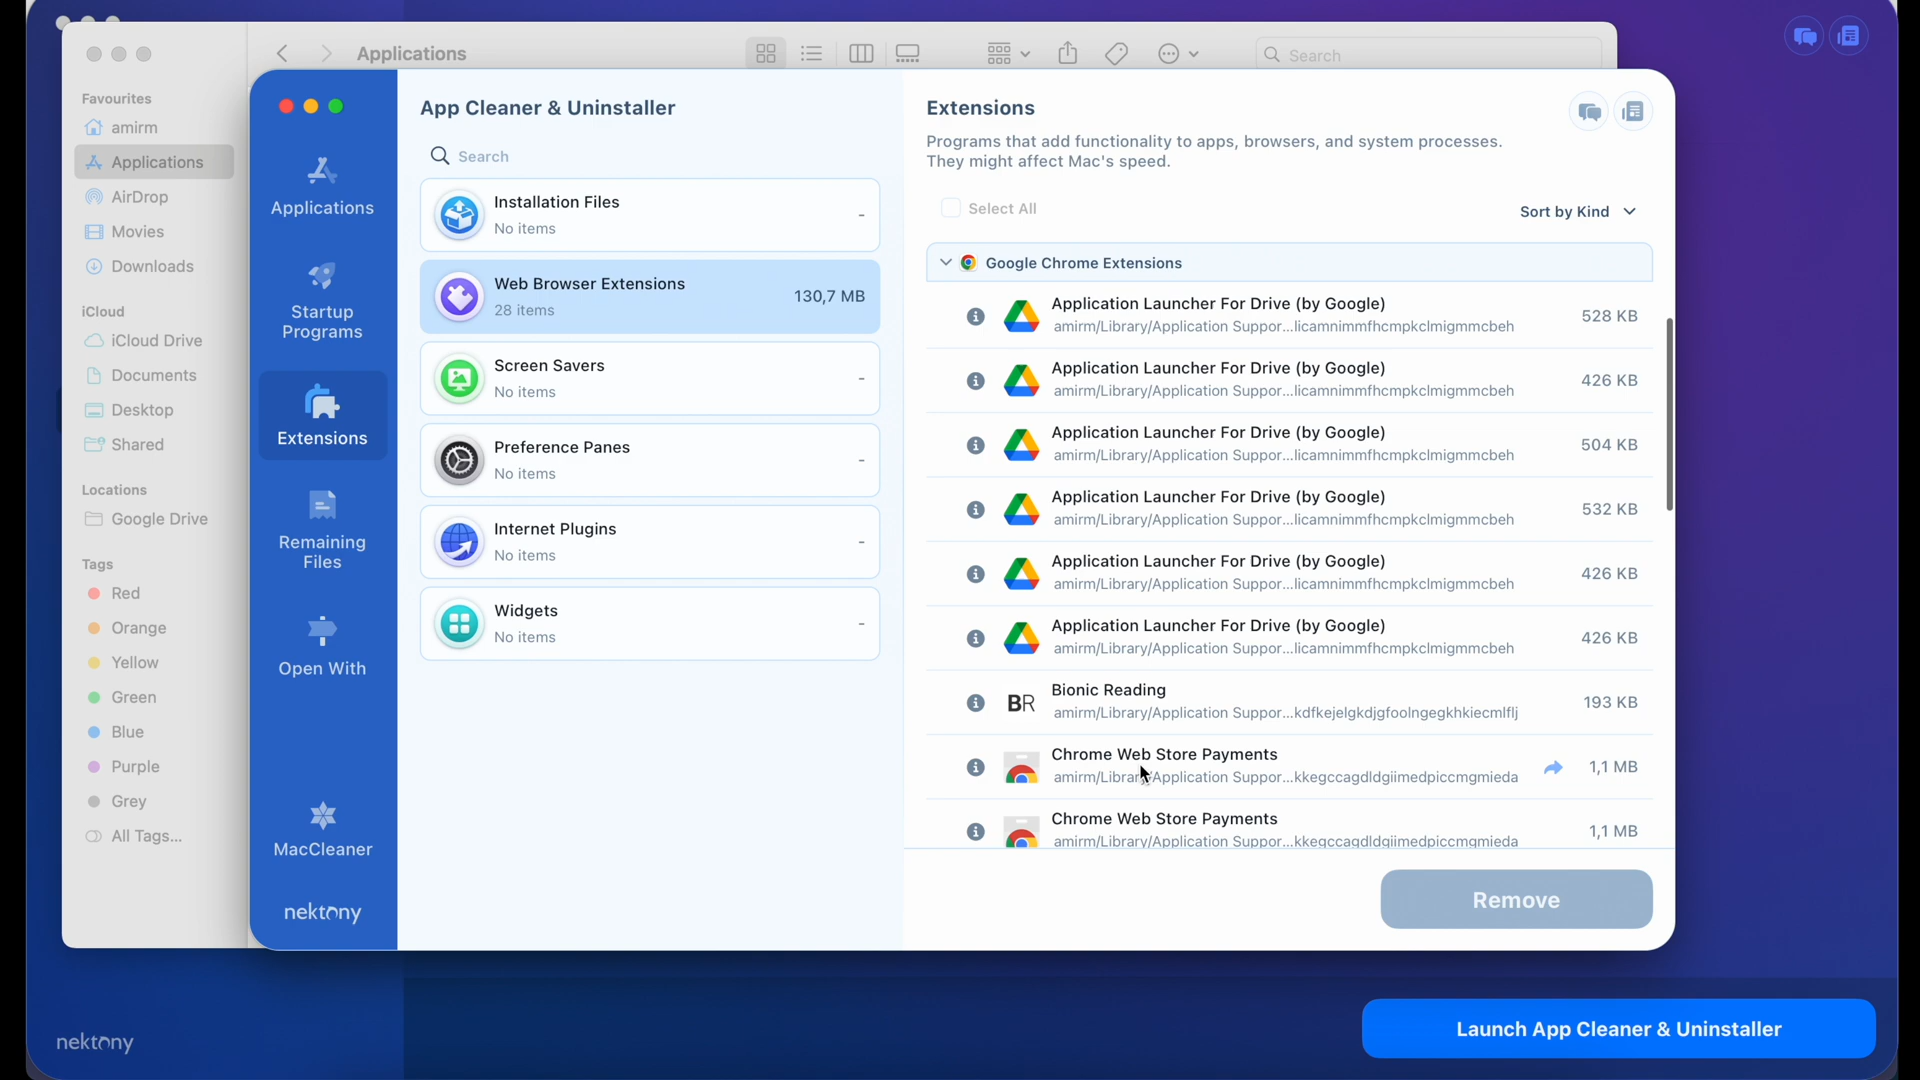 Applications
Search
Favourites
amirm
Applications
AirDrop
Movies
Downloads
iCloud
iCloud Drive
Documents
Desktop
Shared
Locations
Google Drive
Tags
Red
Orange
Yellow
Green
Blue
Purple
Grey
All Tags...
Applications
Startup
Programs
Extensions
Remaining
Files
Open With
MacCleaner
nektony
App Cleaner & Uninstaller
Search
Installation Files
No items
-
Web Browser Extensions
28 items
130,7 MB
Screen Savers
No items
-
Preference Panes
No items
-
Internet Plugins
No items
-
Widgets
No items
-
Extensions
Programs that add functionality to apps, browsers, and system processes.
They might affect Mac's speed.
Select All
Sort by Kind
Google Chrome Extensions
Application Launcher For Drive (by Google)
amirm/Library/Application Suppor...licamnimmfhcmpkclmigmmcbeh
528 KB
Application Launcher For Drive (by Google)
amirm/Library/Application Suppor...licamnimmfhcmpkclmigmmcbeh
426 KB
Application Launcher For Drive (by Google)
amirm/Library/Application Suppor...licamnimmfhcmpkclmigmmcbeh
504 KB
Application Launcher For Drive (by Google)
amirm/Library/Application Suppor...licamnimmfhcmpkclmigmmcbeh
532 KB
Application Launcher For Drive (by Google)
amirm/Library/Application Suppor...licamnimmfhcmpkclmigmmcbeh
426 KB
Application Launcher For Drive (by Google)
amirm/Library/Application Suppor...licamnimmfhcmpkclmigmmcbeh
426 KB
BR
Bionic Reading
amirm/Library/Application Suppor...kdfkejelgkdjgfoolngegkhkiecmlflj
193 KB
Chrome Web Store Payments
amirm/Library/Application Suppor...kkegccagdldgiimedpiccmgmieda
1,1 MB
Chrome Web Store Payments
amirm/Library/Application Suppor...kkegccagdldgiimedpiccmgmieda
1,1 MB
Remove
nektony
Launch App Cleaner & Uninstaller